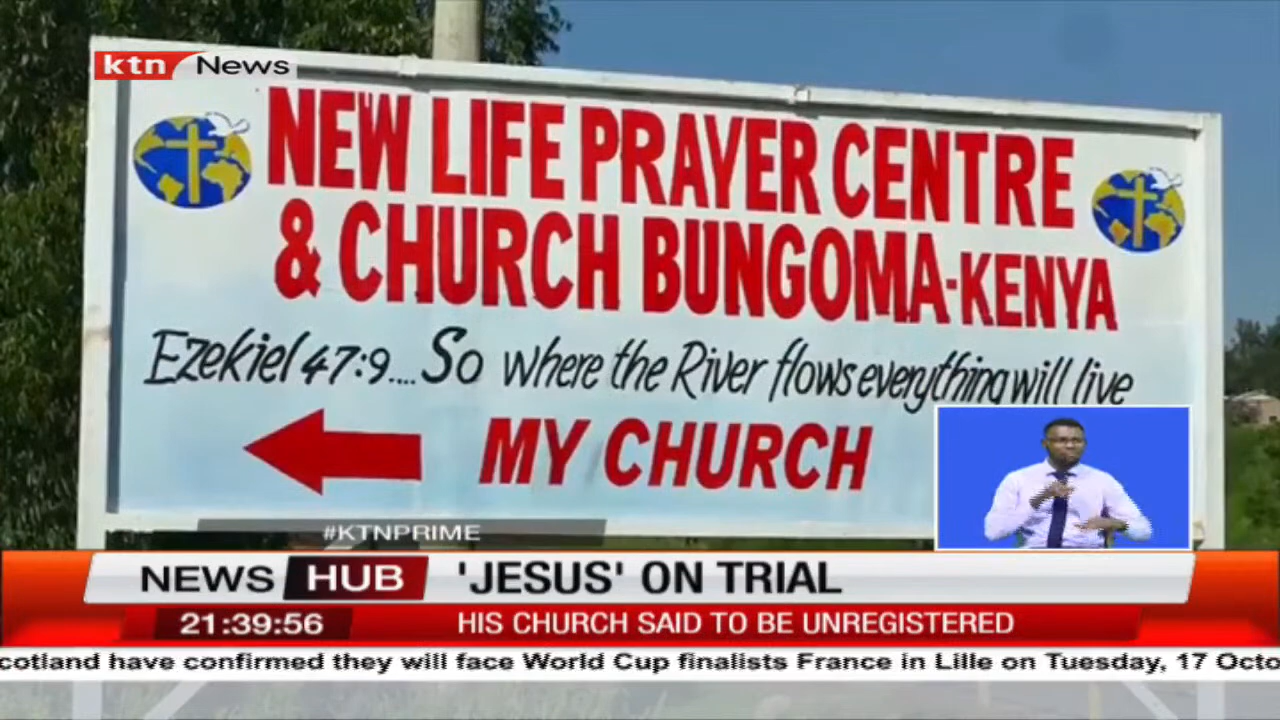 ktn News
NEW LIFE PRAYER CENTRE
& CHURCH BUNGOMA-KENYA
Ezekiel 47:9.... So where the River flows everything will live
MY CHURCH
#KTNPRIME
NEWS HUB 'JESUS' ON TRIAL
21:39:56 HIS CHURCH SAID TO BE UNREGISTERED
cotland have confirmed they will face World Cup finalists France in Lille on Tuesday, 17 Octo